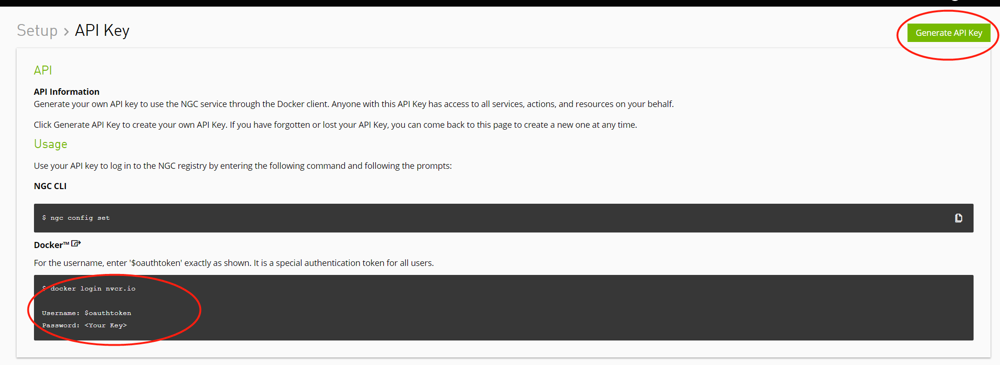 Setup > API Key
Generate API Key
API
API Information
Generate your own API key to use the NGC service through the Docker client. Anyone with this API Key has access to all services, actions, and resources on your behalf.
Click Generate API Key to create your own API Key. If you have forgotten or lost your API Key, you can come back to this page to create a new one at any time.
Usage
Use your API key to log in to the NGC registry by entering the following command and following the prompts:
NGC CLI
$ ngc config set
Docker™
For the username, enter '$oauthtoken' exactly as shown. It is a special authentication token for all users.
$ docker login nvcr.io
Username: $oauthtoken
Password: <Your Key>